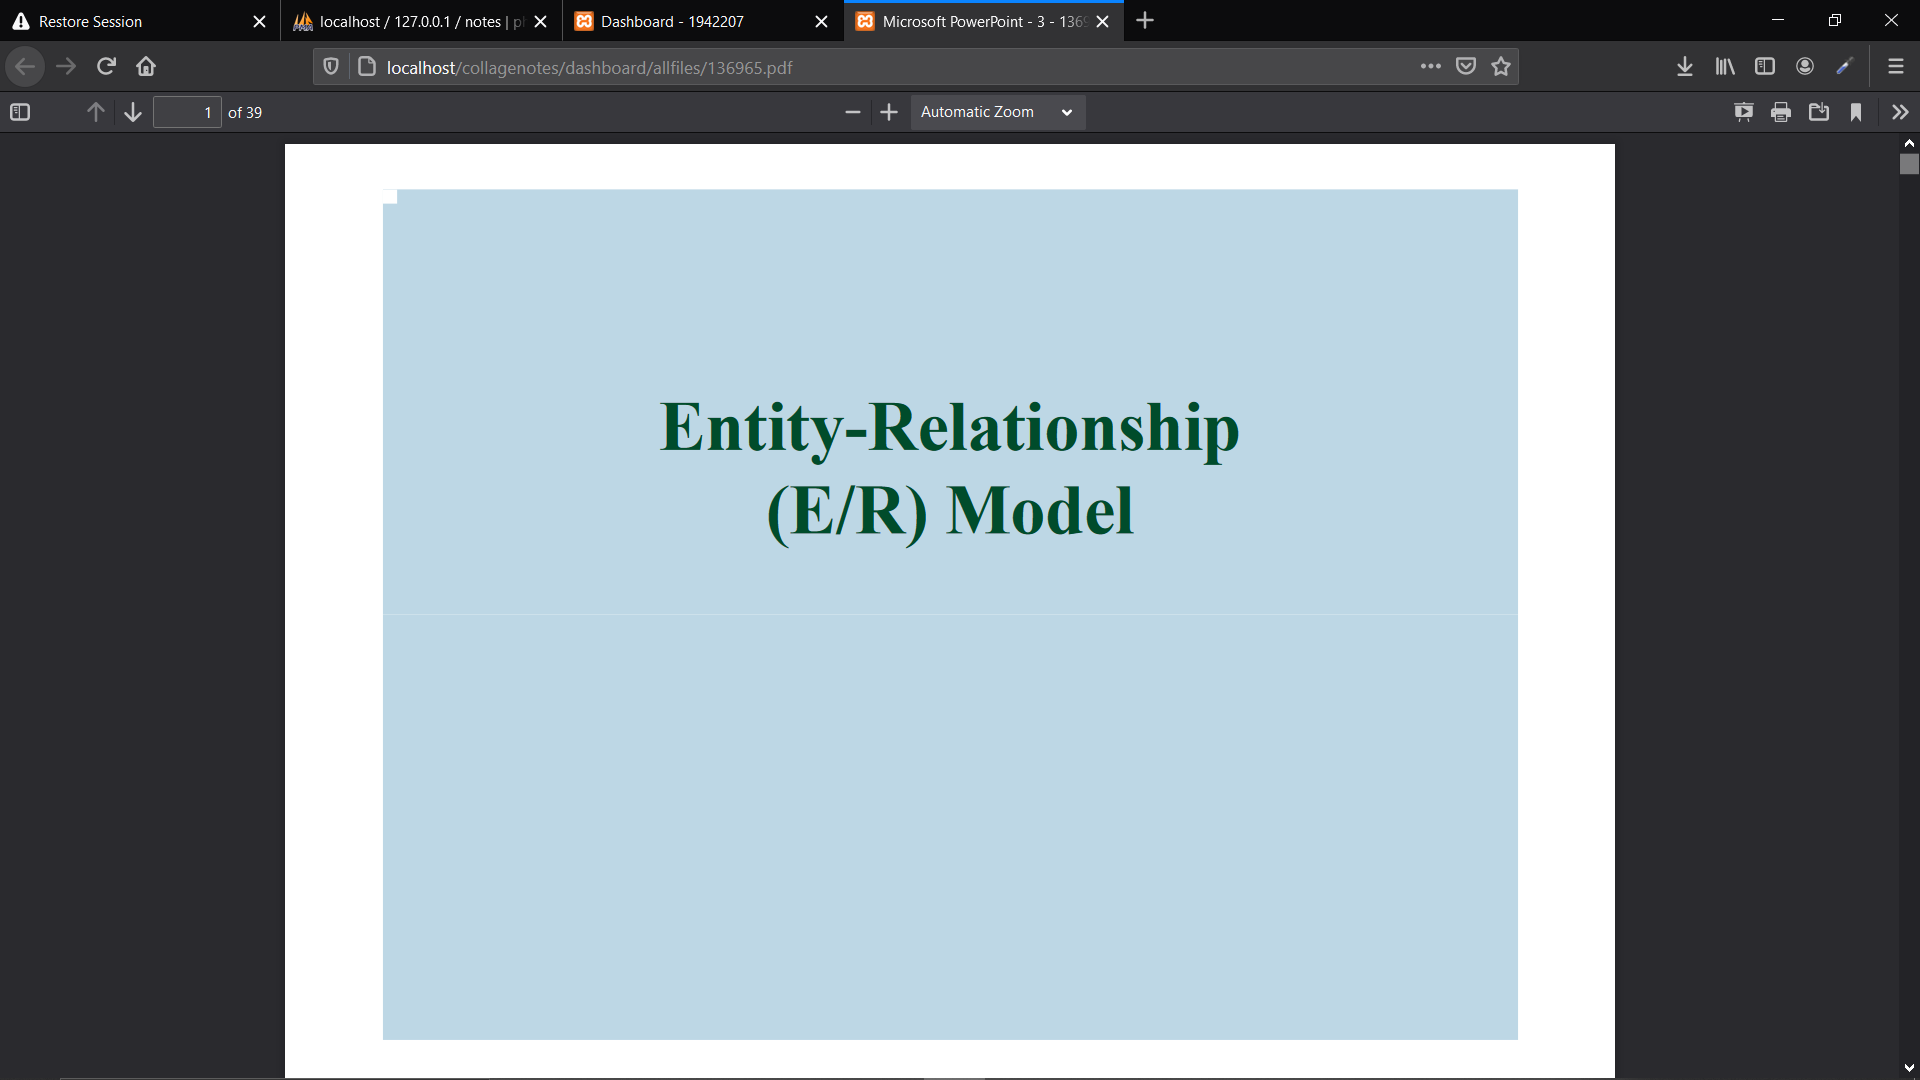 Restore Session
localhost / 127.0.0.1 / notes |
Dashboard - 1942207
Microsoft PowerPoint - 3 - 136
localhost/collagenotes/dashboard/allfiles/136965.pdf
1 of 39
Automatic Zoom
Entity-Relationship
(E/R) Model